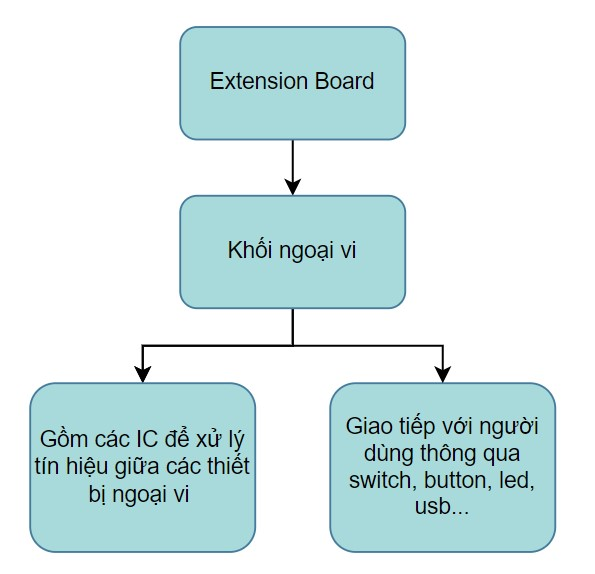 Extension Board
Khối ngoại vi
Gồm các IC để xử lý
tín hiệu giữa các thiết
bị ngoại vi
Giao tiếp với người
dùng thông qua
switch, button, led,
usb...